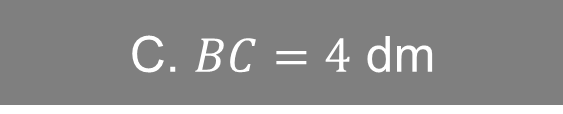 C. BC = 4 dm